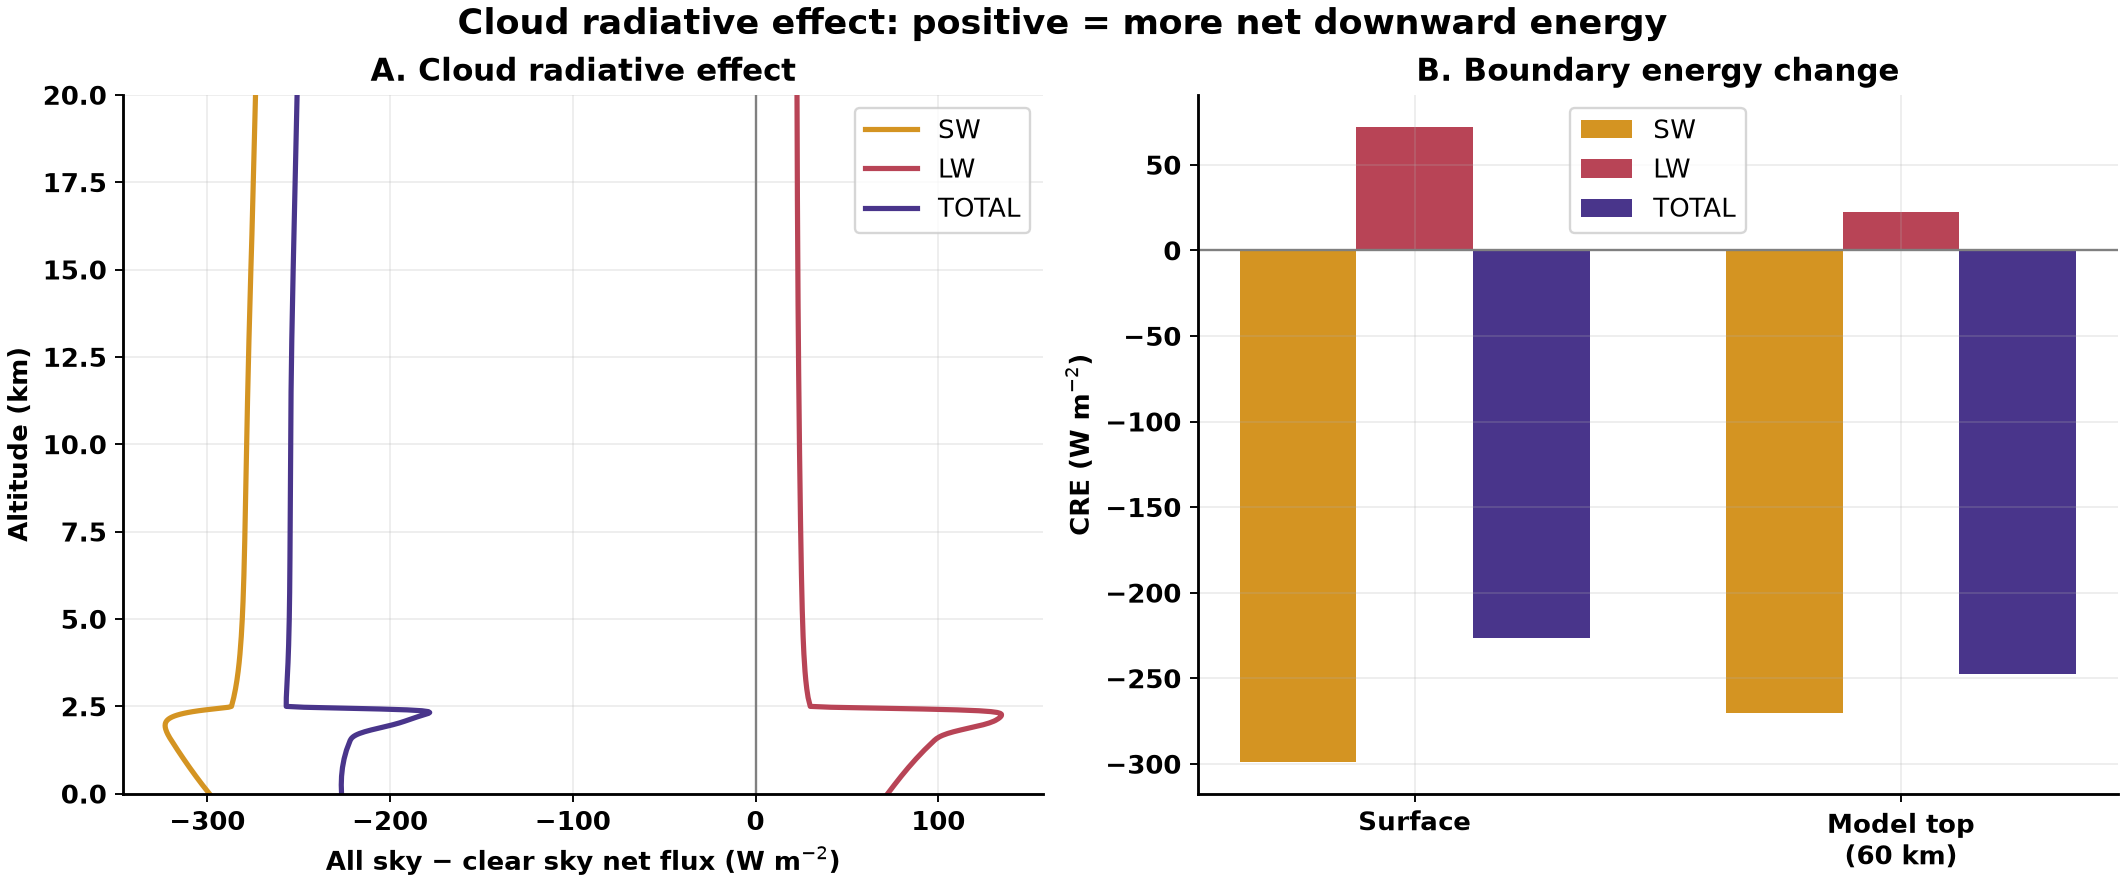 Cloud radiative effect: positive = more net downward energy
A. Cloud radiative effect
20.0
17.5
15.0
12.5
10.0
7.5
5.0
2.5
0.0
Altitude (km)
−300
−200
−100
0
100
All sky − clear sky net flux (W m⁻²)
SW
LW
TOTAL
B. Boundary energy change
50
0
−50
−100
−150
−200
−250
−300
CRE (W m⁻²)
Surface
Model top
(60 km)
SW
LW
TOTAL